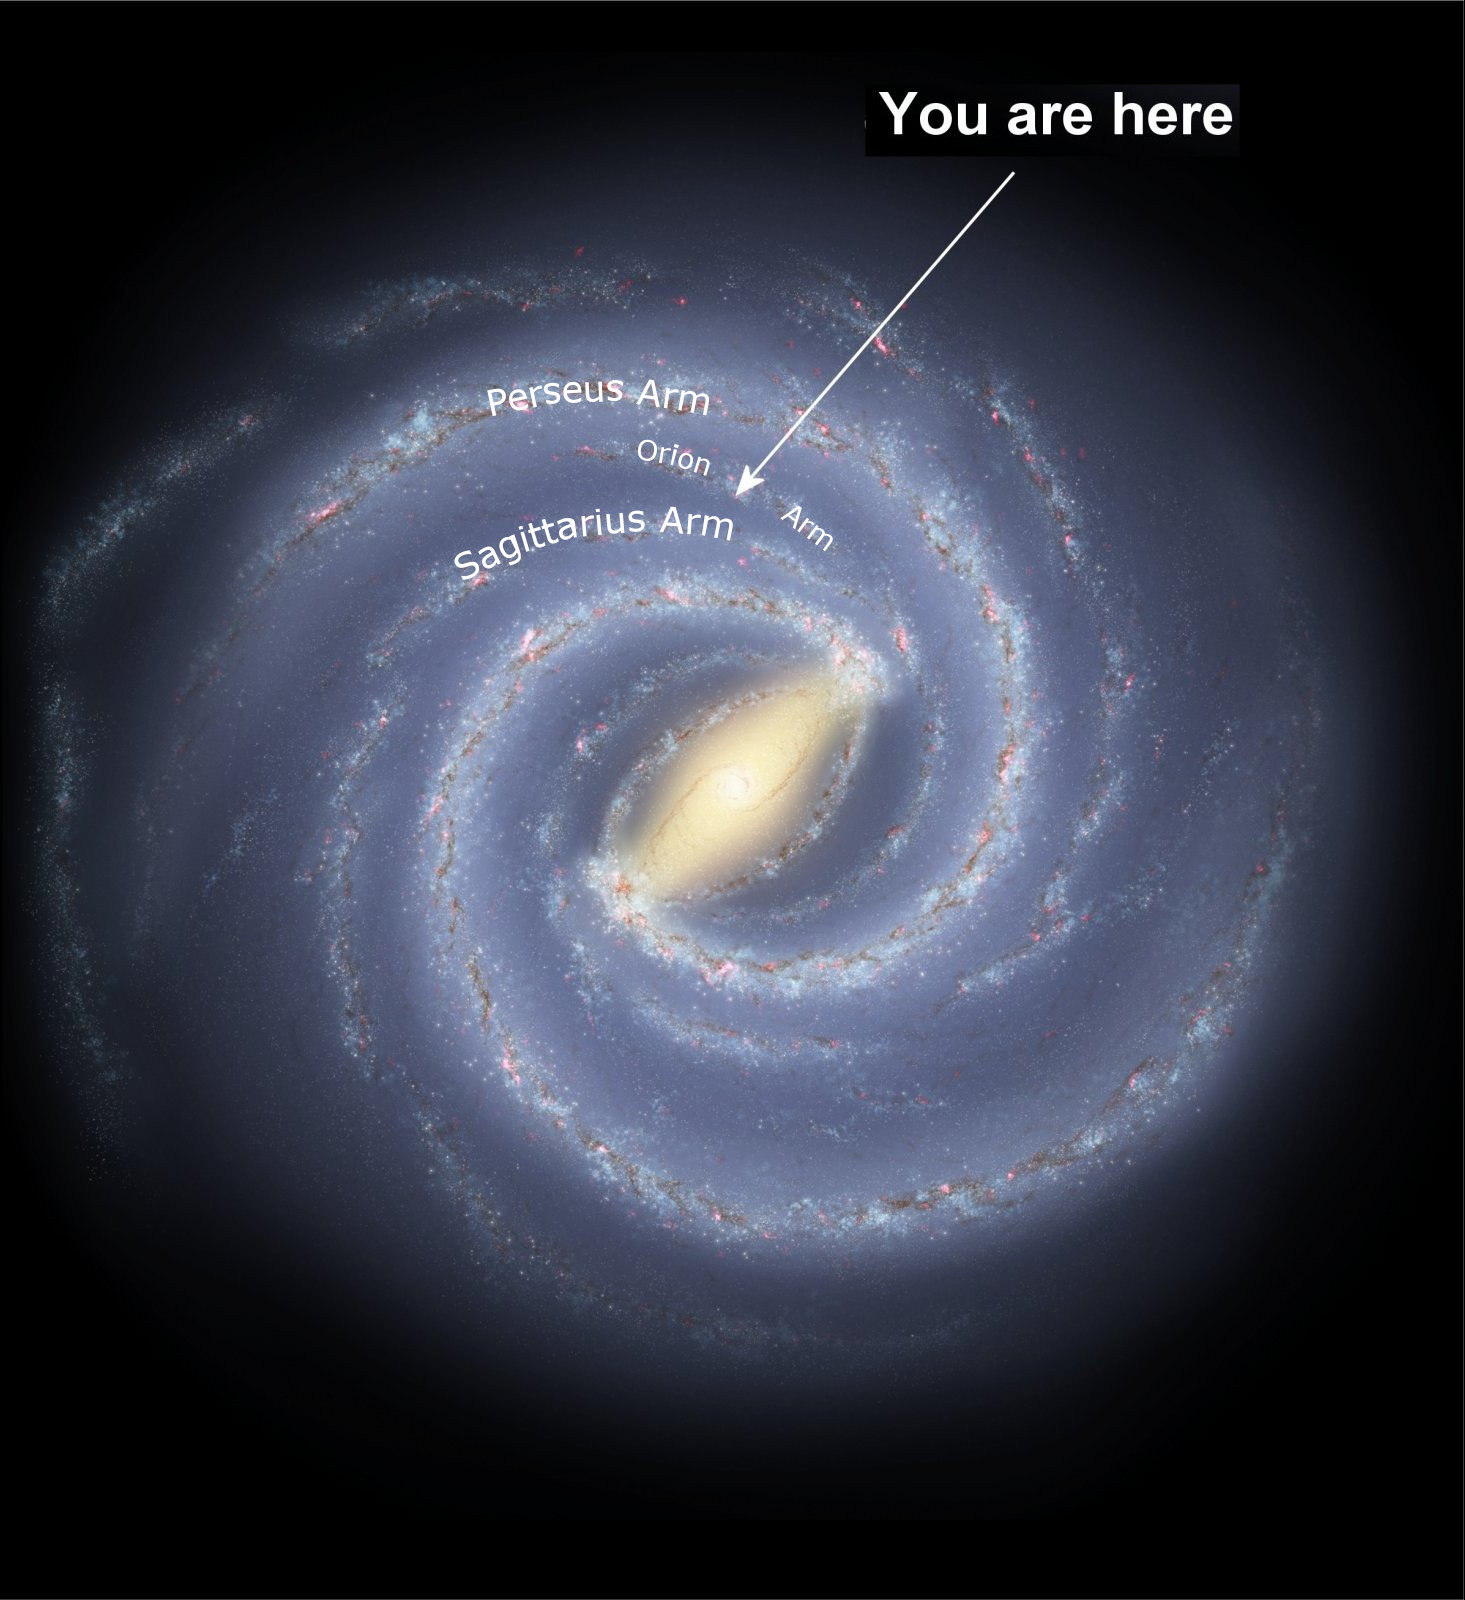 You are here
Perseus Arm
Orion Arm
Sagittarius Arm